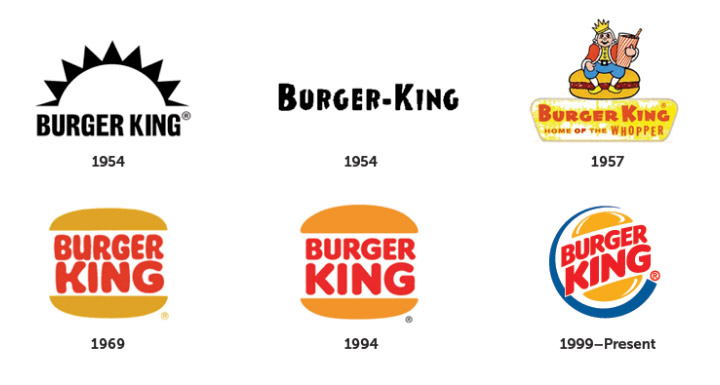 BURGER KING®
1954
BURGER-KING
1954
BURGER KING®
HOME OF THE WHOPPER
1957
BURGER
KING
®
1969
BURGER
KING
®
1994
BURGER
KING®
1999–Present